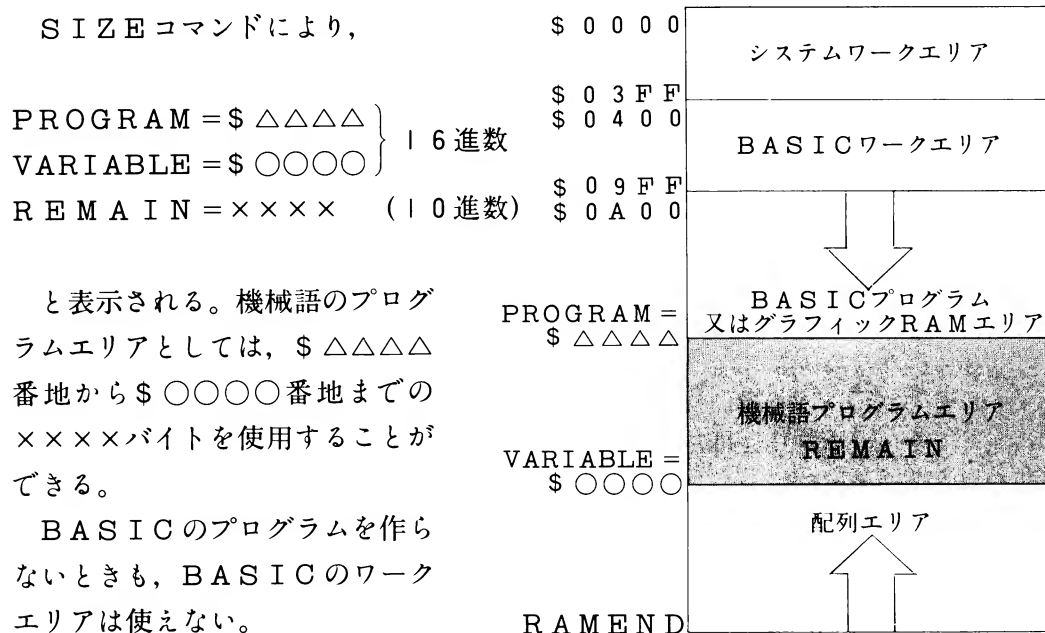 SIZEコマンドにより，
PROGRAM＝$ △△△△
VARIABLE＝$ ○○○○
16進数
REMAIN＝×××× (10進数)
と表示される。機械語のプログ
ラムエリアとしては，$ △△△△
番地から$ ○○○○番地までの
××××バイトを使用することが
できる。
BASICのプログラムを作ら
ないときも，BASICのワーク
エリアは使えない。
$ 0000
システムワークエリア
$ 03FF
$ 0400
BASICワークエリア
$ 09FF
$ 0A00
BASICプログラム
又はグラフィックRAMエリア
PROGRAM＝
$ △△△△
機械語プログラムエリア
REMAIN
VARIABLE＝
$ ○○○○
配列エリア
RAMEND